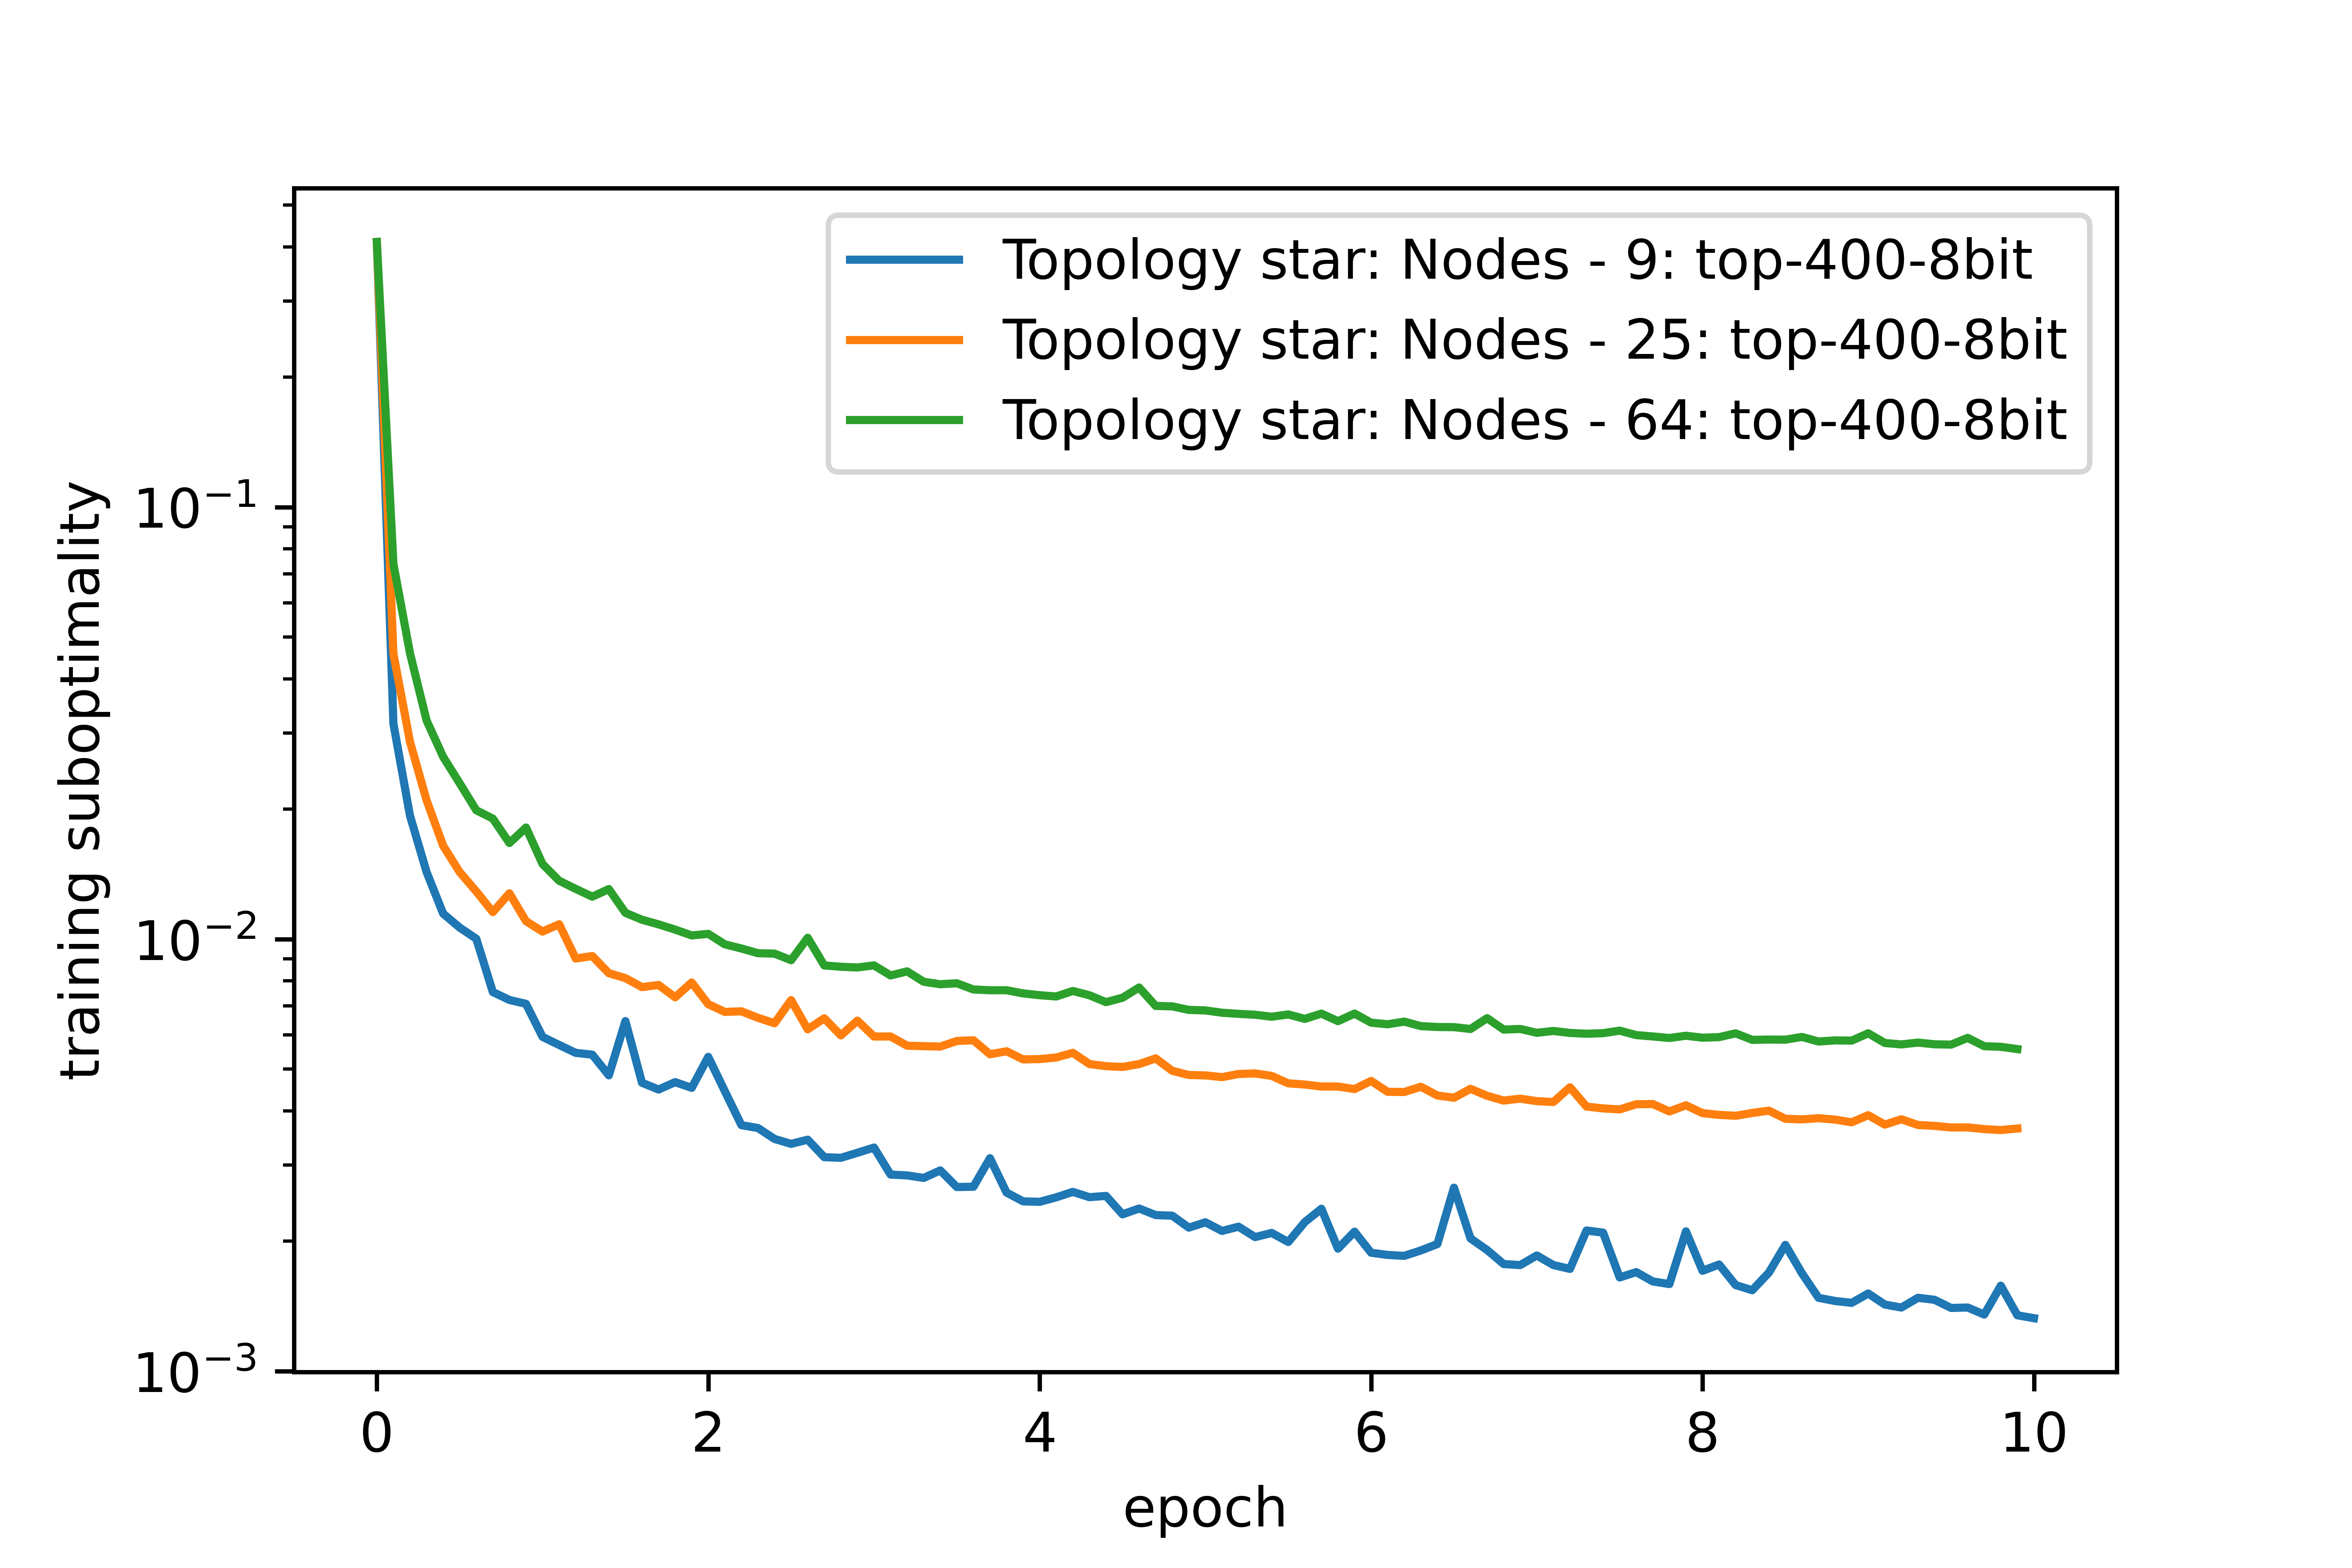 Topology star: Nodes - 9: top-400-8bit
Topology star: Nodes - 25: top-400-8bit
Topology star: Nodes - 64: top-400-8bit
training suboptimality
10⁻¹
10⁻²
10⁻³
0 2 4 6 8 10
epoch